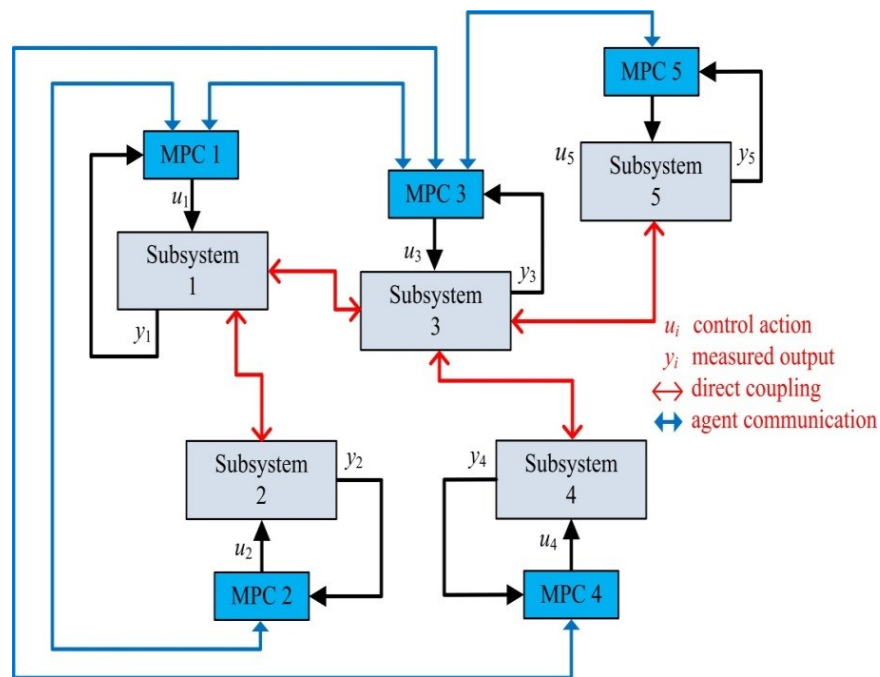 MPC 5
u5
Subsystem
5
y5
MPC 1
u1
Subsystem
1
y1
MPC 3
u3
Subsystem
3
y3
ui control action
yi measured output
direct coupling
agent communication
Subsystem
2
y2
u2
MPC 2
y4
Subsystem
4
u4
MPC 4